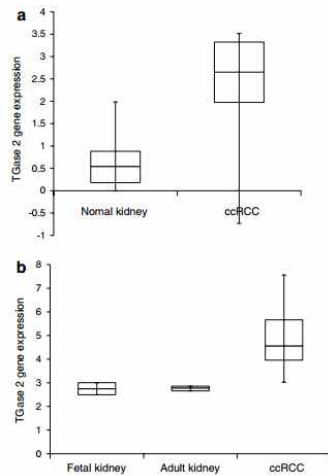 a
TGase 2 gene expression
4
3.5
3
2.5
2
1.5
1
0.5
0
-0.5
-1
Nomal kidney
ccRCC
b
TGase 2 gene expression
8
7
6
5
4
3
2
1
0
Fetal kidney
Adult kidney
ccRCC